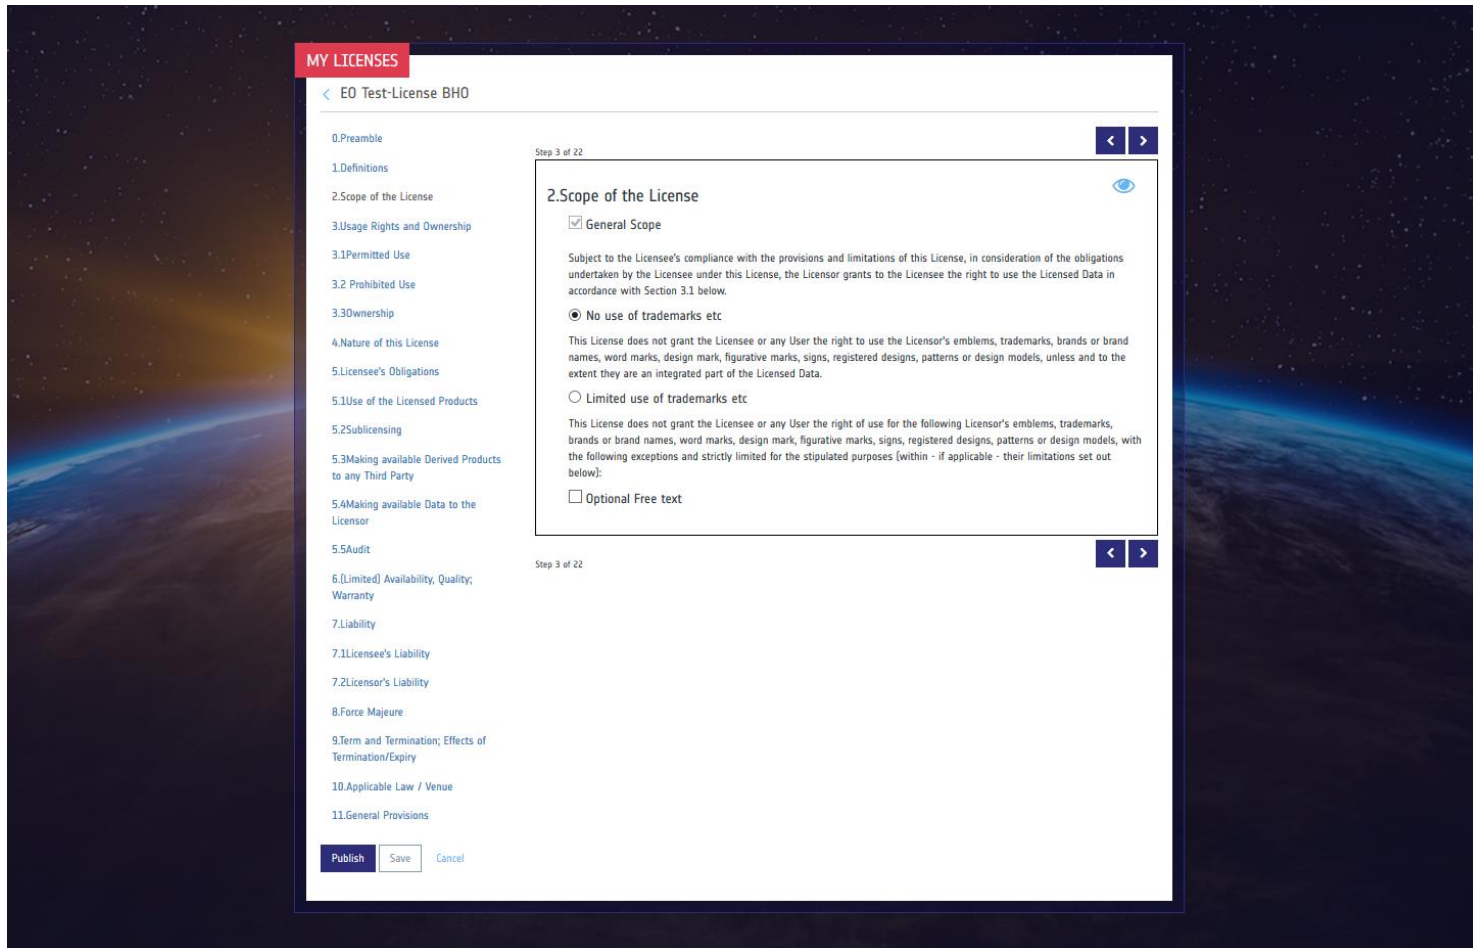 MY LICENSES
EO Test-License BHO
0.Preamble
1.Definitions
2.Scope of the License
3.Usage Rights and Ownership
3.1Permitted Use
3.2 Prohibited Use
3.3Ownership
4.Nature of this License
5.Licensee's Obligations
5.1Use of the Licensed Products
5.2Sublicensing
5.3Making available Derived Products
to any Third Party
5.4Making available Data to the
Licensor
5.5Audit
6.(Limited) Availability, Quality;
Warranty
7.Liability
7.1Licensee's Liability
7.2Licensor's Liability
8.Force Majeure
9.Term and Termination; Effects of
Termination/Expiry
10.Applicable Law / Venue
11.General Provisions
Publish Save Cancel
Step 3 of 22
2.Scope of the License
General Scope
Subject to the Licensee's compliance with the provisions and limitations of this License, in consideration of the obligations
undertaken by the Licensee under this License, the Licensor grants to the Licensee the right to use the Licensed Data in
accordance with Section 3.1 below.
No use of trademarks etc
This License does not grant the Licensee or any User the right to use the Licensor's emblems, trademarks, brands or brand
names, word marks, design mark, figurative marks, signs, registered designs, patterns or design models, unless and to the
extent they are an integrated part of the Licensed Data.
Limited use of trademarks etc
This License does not grant the Licensee or any User the right of use for the following Licensor's emblems, trademarks,
brands or brand names, word marks, design mark, figurative marks, signs, registered designs, patterns or design models, with
the following exceptions and strictly limited for the stipulated purposes (within - if applicable - their limitations set out
below):
Optional Free text
Step 3 of 22